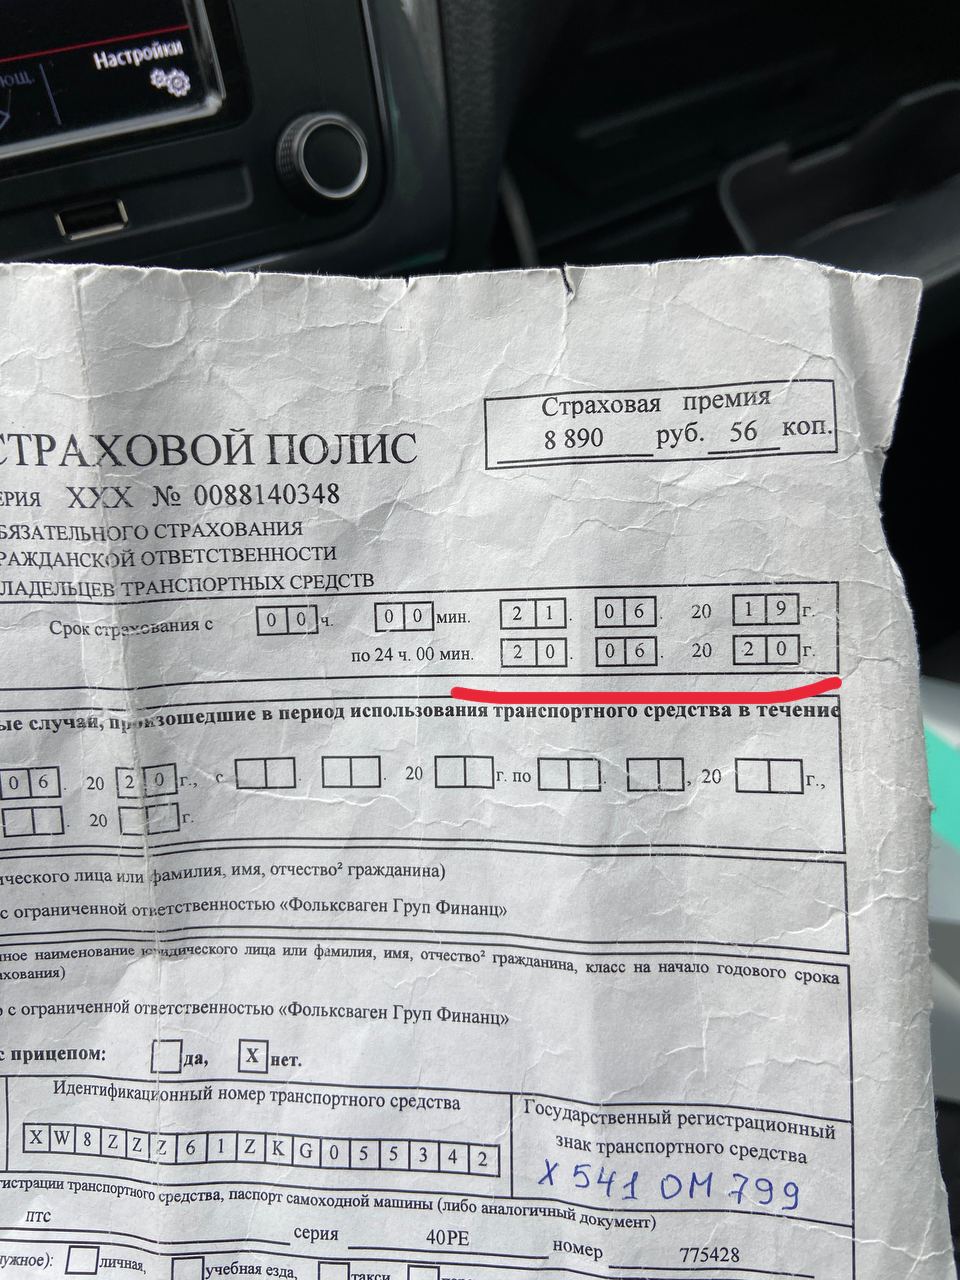 Настройки
Страховая премия
8 890 руб. 56 коп.
СТРАХОВОЙ ПОЛИС
ЕРИЯ XXX № 0088140348
БЯЗАТЕЛЬНОГО СТРАХОВАНИЯ
РАЖДАНСКОЙ ОТВЕТСТВЕННОСТИ
ЛАДЕЛЬЦЕВ ТРАНСПОРТНЫХ СРЕДСТВ
Срок страхования с 00 ч. 00 мин. 21. 06. 20 19 г.
по 24 ч. 00 мин. 20. 06. 20 20 г.
ые случаи, произошедшие в период использования транспортного средства в течение
06. 20 20 г., с . . 20 г. по . . , 20 г.,
. 20 г.
ического лица или фамилия, имя, отчество² гражданина)
с ограниченной ответственностью «Фольксваген Груп Финанц»
ное наименование юридического лица или фамилия, имя, отчество² гражданина, класс на начало годового срока
ахования)
с ограниченной ответственностью «Фольксваген Груп Финанц»
с прицепом: да, X нет.
Идентификационный номер транспортного средства
XW8ZZZ61ZKG055342
Государственный регистрационный
знак транспортного средства
Х 541 ОМ 799
гистрации транспортного средства, паспорт самоходной машины (либо аналогичный документ)
птс серия 40РЕ номер 775428
ужное): личная, учебная езда, такси